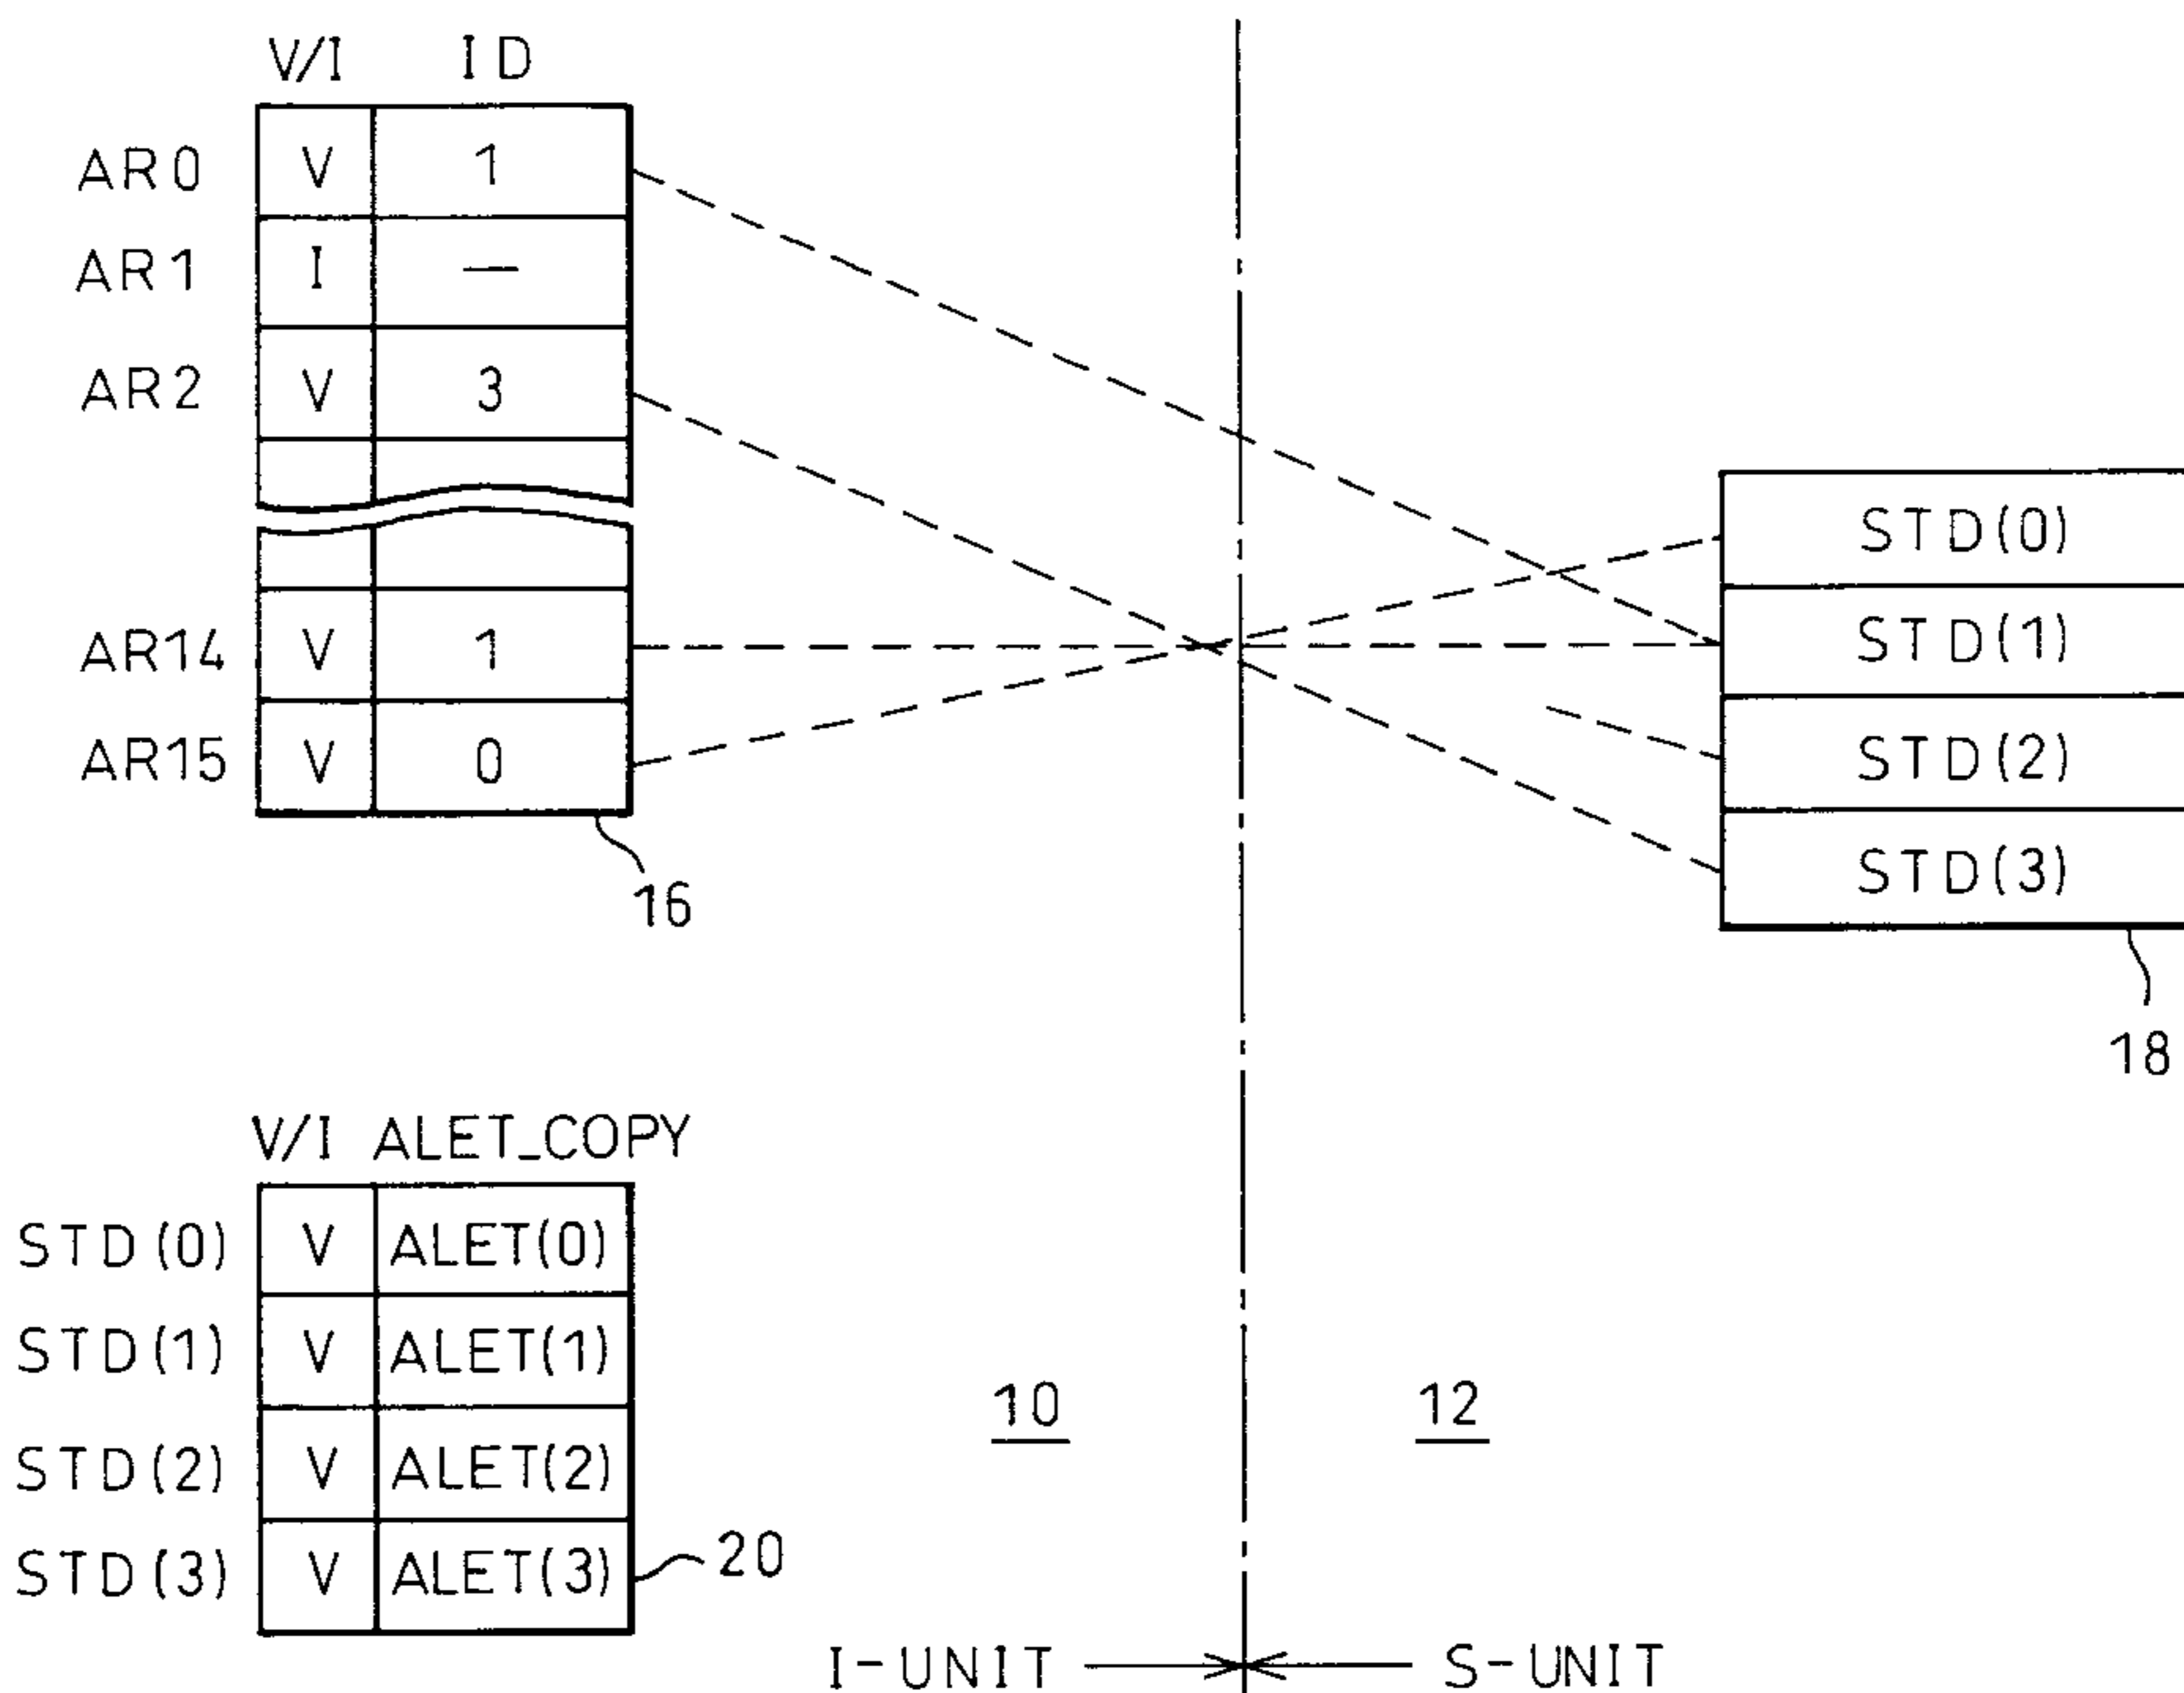 V/I ID
AR0 V 1
AR1 I —
AR2 V 3
AR14 V 1
AR15 V 0
16
STD(0)
STD(1)
STD(2)
STD(3)
18
V/I ALET_COPY
STD(0) V ALET(0)
STD(1) V ALET(1)
STD(2) V ALET(2)
STD(3) V ALET(3)
20
10
12
I-UNIT
S-UNIT